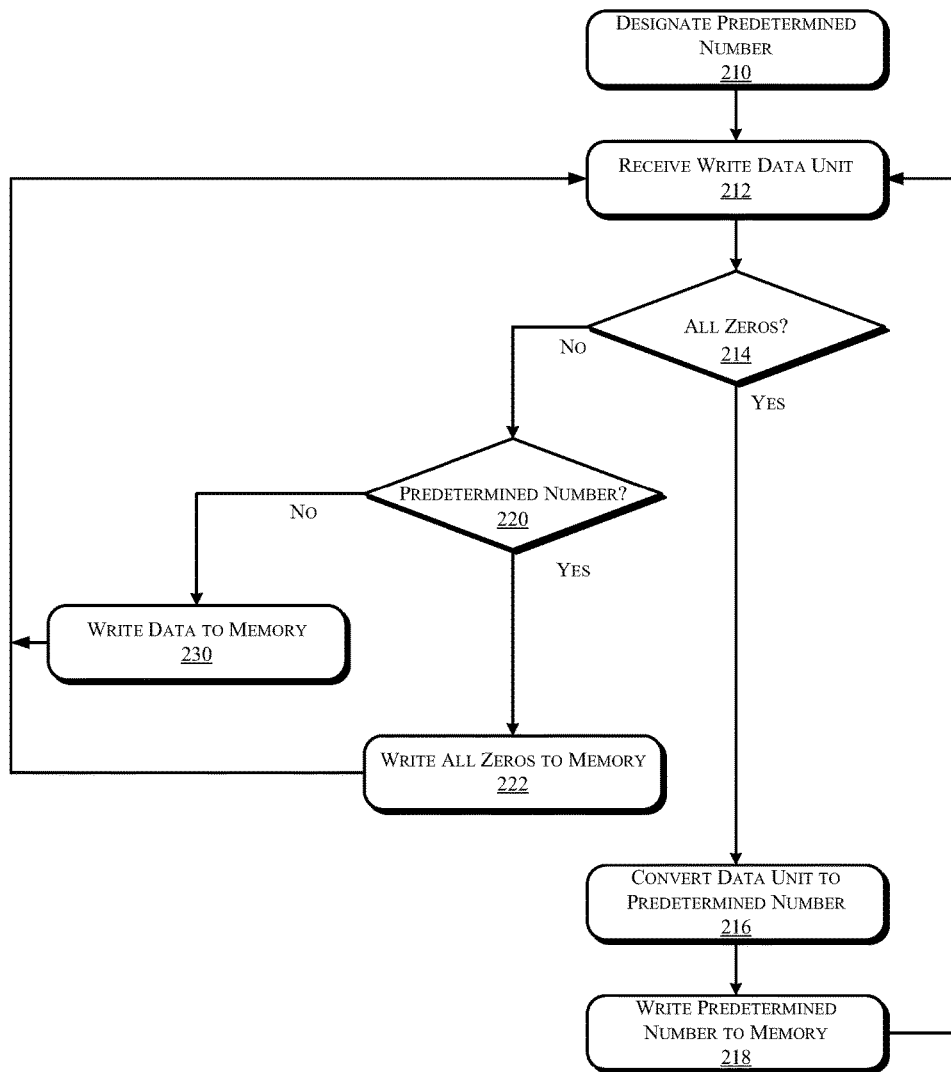 DESIGNATE PREDETERMINED
NUMBER
210
RECEIVE WRITE DATA UNIT
212
ALL ZEROS?
214
NO
YES
PREDETERMINED NUMBER?
220
NO
YES
WRITE DATA TO MEMORY
230
WRITE ALL ZEROS TO MEMORY
222
CONVERT DATA UNIT TO
PREDETERMINED NUMBER
216
WRITE PREDETERMINED
NUMBER TO MEMORY
218